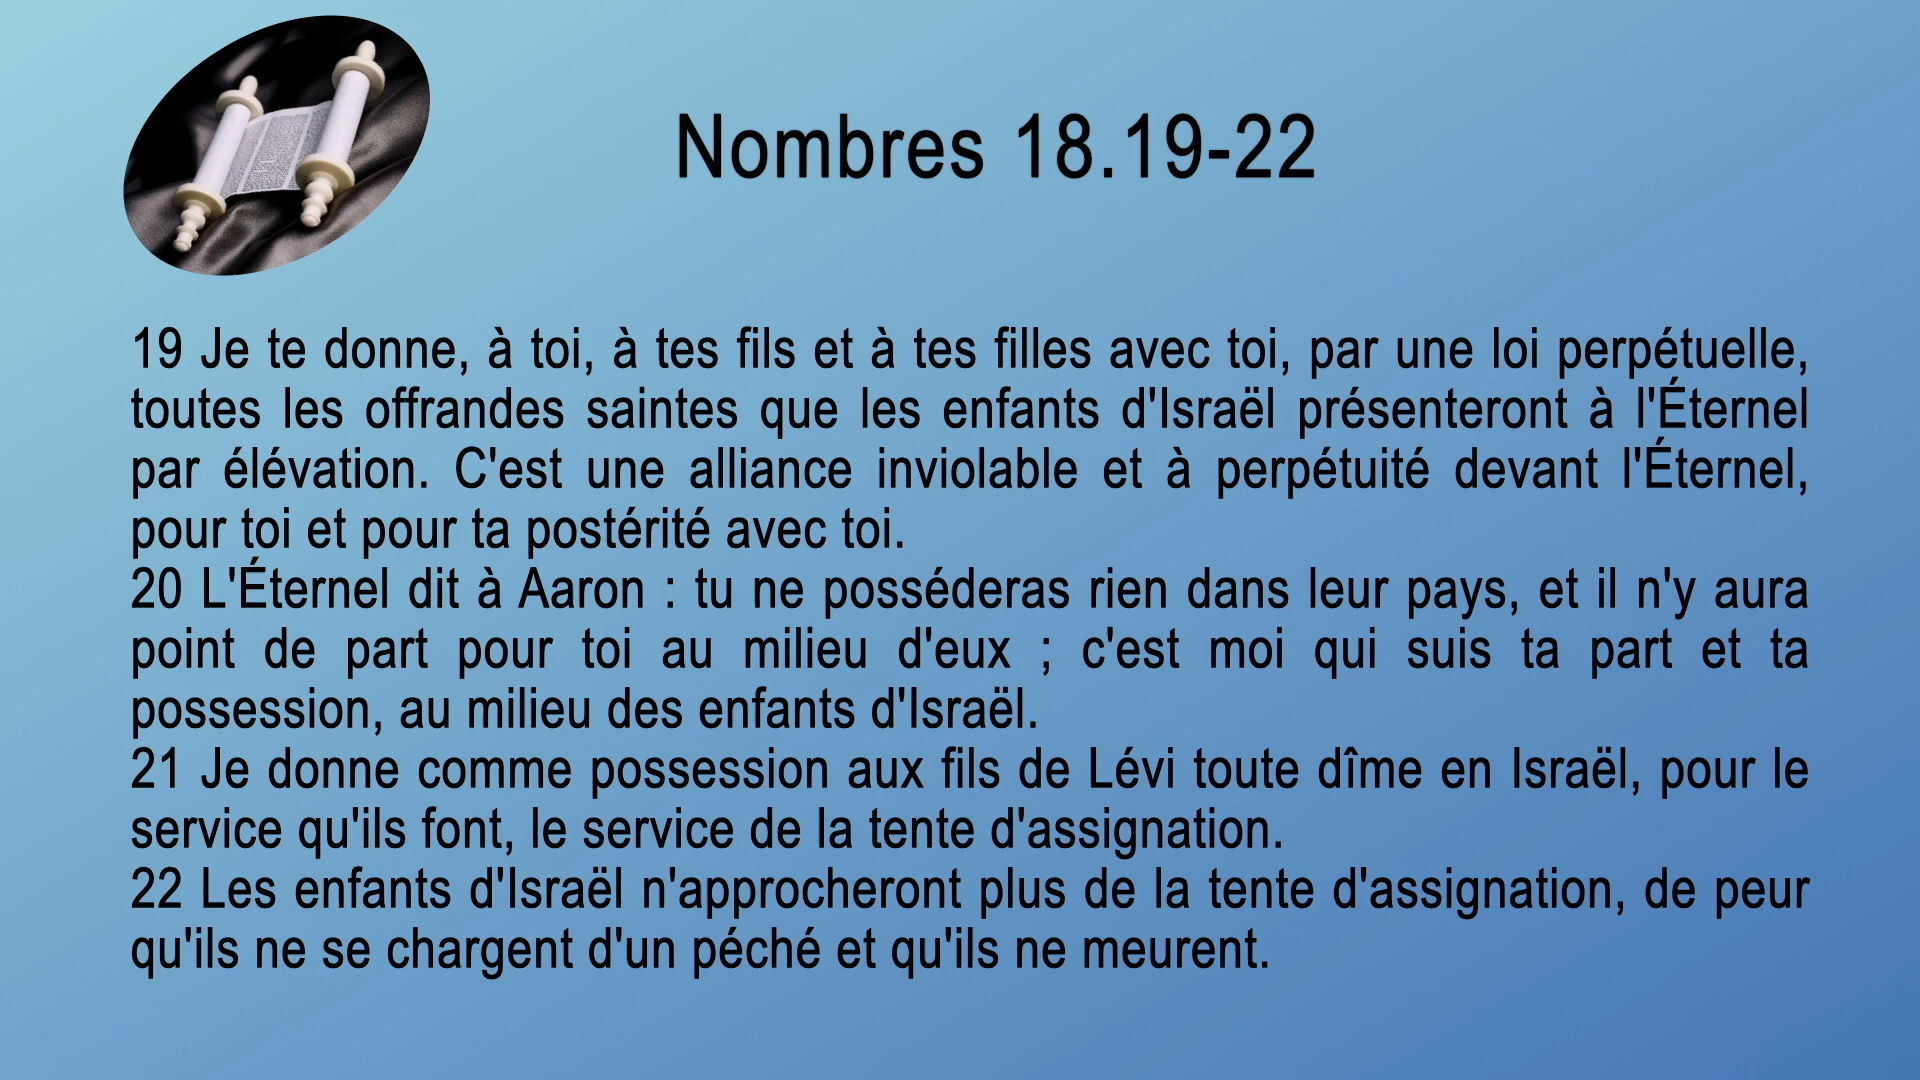 Nombres 18.19-22
19 Je te donne, à toi, à tes fils et à tes filles avec toi, par une loi perpétuelle,
toutes les offrandes saintes que les enfants d'Israël présenteront à l'Éternel
par élévation. C'est une alliance inviolable et à perpétuité devant l'Éternel,
pour toi et pour ta postérité avec toi.
20 L'Éternel dit à Aaron : tu ne posséderas rien dans leur pays, et il n'y aura
point de part pour toi au milieu d'eux ; c'est moi qui suis ta part et ta
possession, au milieu des enfants d'Israël.
21 Je donne comme possession aux fils de Lévi toute dîme en Israël, pour le
service qu'ils font, le service de la tente d'assignation.
22 Les enfants d'Israël n'approcheront plus de la tente d'assignation, de peur
qu'ils ne se chargent d'un péché et qu'ils ne meurent.